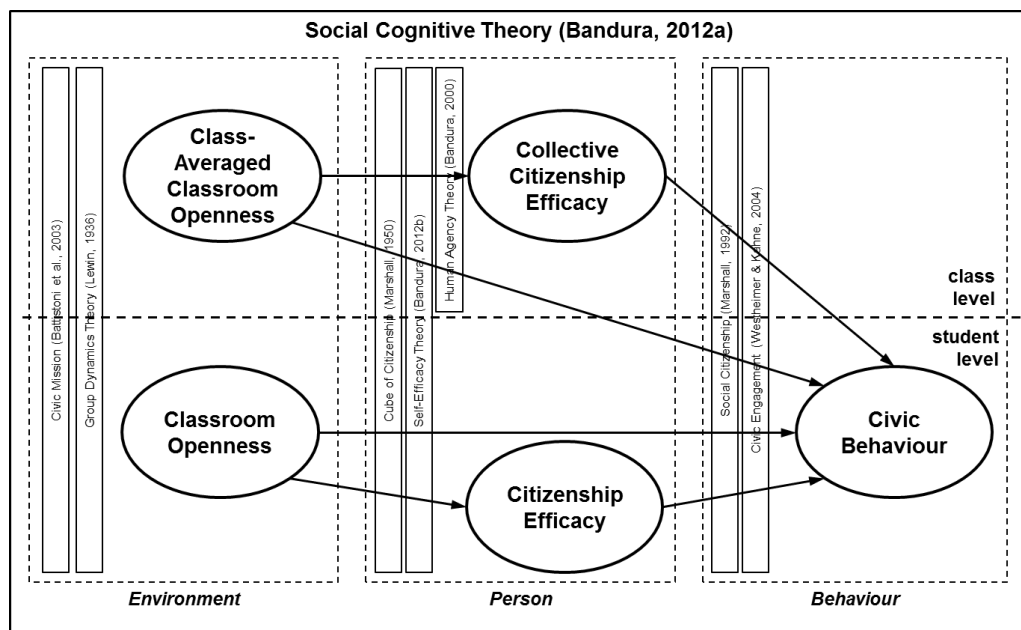 Social Cognitive Theory (Bandura, 2012a)
Civic Mission (Battistoni et al., 2003)
Group Dynamics Theory (Lewin, 1936)
Class-
Averaged
Classroom
Openness
Classroom
Openness
Cube of Citizenship (Marshall, 1950)
Self-Efficacy Theory (Bandura, 2012b)
Human Agency Theory (Bandura, 2000)
Collective
Citizenship
Efficacy
Citizenship
Efficacy
Social Citizenship (Marshall, 1992)
Civic Engagement (Westheimer & Kahne, 2004)
class
level
student
level
Civic
Behaviour
Environment
Person
Behaviour